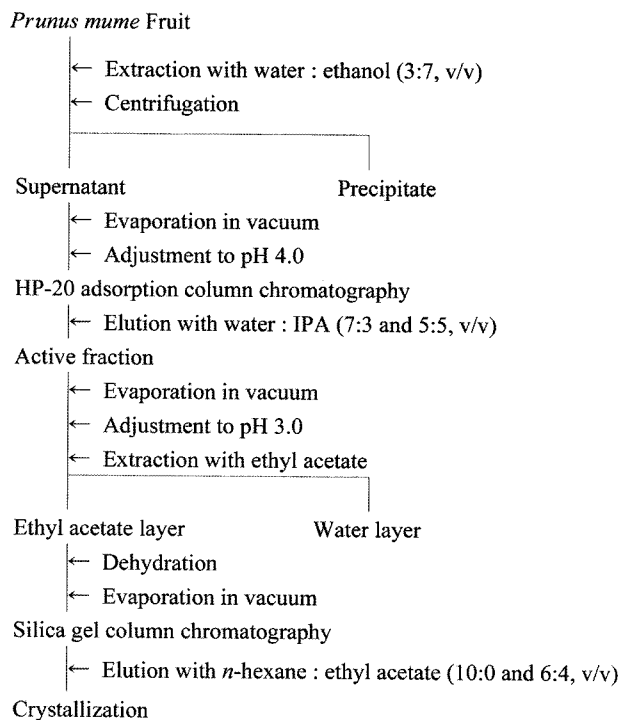 Prunus mume Fruit
← Extraction with water : ethanol (3:7, v/v)
← Centrifugation
Supernatant Precipitate
← Evaporation in vacuum
← Adjustment to pH 4.0
HP-20 adsorption column chromatography
← Elution with water : IPA (7:3 and 5:5, v/v)
Active fraction
← Evaporation in vacuum
← Adjustment to pH 3.0
← Extraction with ethyl acetate
Ethyl acetate layer Water layer
← Dehydration
← Evaporation in vacuum
Silica gel column chromatography
← Elution with n-hexane : ethyl acetate (10:0 and 6:4, v/v)
Crystallization